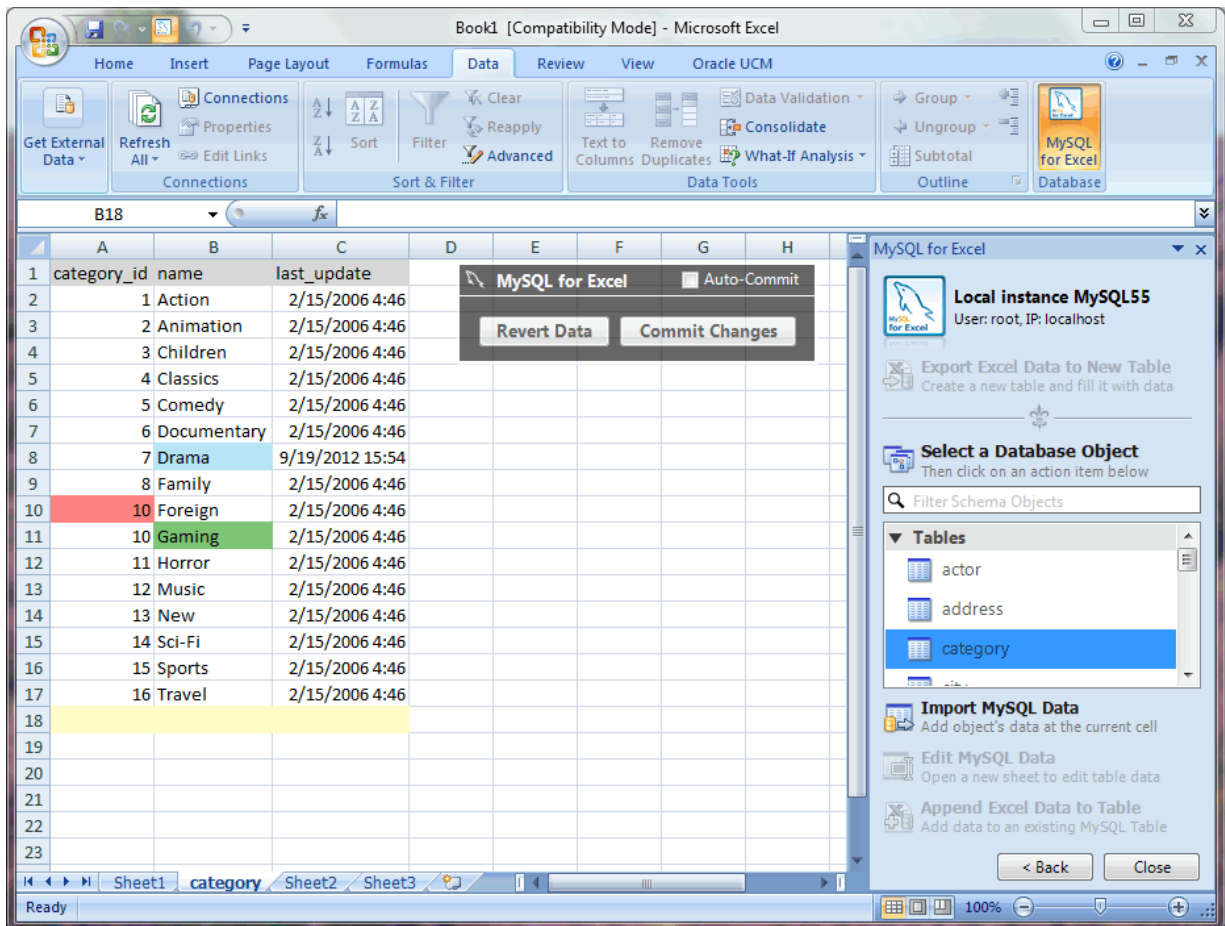 Book1 [Compatibility Mode] - Microsoft Excel
Home Insert Page Layout Formulas Data Review View Oracle UCM
Get External Data
Refresh All
Connections
Properties
Edit Links
Connections
Sort
Filter
Clear
Reapply
Advanced
Sort & Filter
Text to Columns
Remove Duplicates
Data Validation
Consolidate
What-If Analysis
Data Tools
Group
Ungroup
Subtotal
Outline
MySQL for Excel
Database
B18 fx
A B C D E F G H
1 category_id name last_update
2 1 Action 2/15/2006 4:46
3 2 Animation 2/15/2006 4:46
4 3 Children 2/15/2006 4:46
5 4 Classics 2/15/2006 4:46
6 5 Comedy 2/15/2006 4:46
7 6 Documentary 2/15/2006 4:46
8 7 Drama 9/19/2012 15:54
9 8 Family 2/15/2006 4:46
10 10 Foreign 2/15/2006 4:46
11 10 Gaming 2/15/2006 4:46
12 11 Horror 2/15/2006 4:46
13 12 Music 2/15/2006 4:46
14 13 New 2/15/2006 4:46
15 14 Sci-Fi 2/15/2006 4:46
16 15 Sports 2/15/2006 4:46
17 16 Travel 2/15/2006 4:46
18
19
20
21
22
23
MySQL for Excel Auto-Commit
Revert Data Commit Changes
MySQL for Excel
MySQL for Excel
Local instance MySQL55
User: root, IP: localhost
Export Excel Data to New Table
Create a new table and fill it with data
Select a Database Object
Then click on an action item below
Filter Schema Objects
Tables
actor
address
category
Import MySQL Data
Add object's data at the current cell
Edit MySQL Data
Open a new sheet to edit table data
Append Excel Data to Table
Add data to an existing MySQL Table
< Back Close
Sheet1 category Sheet2 Sheet3
Ready 100%